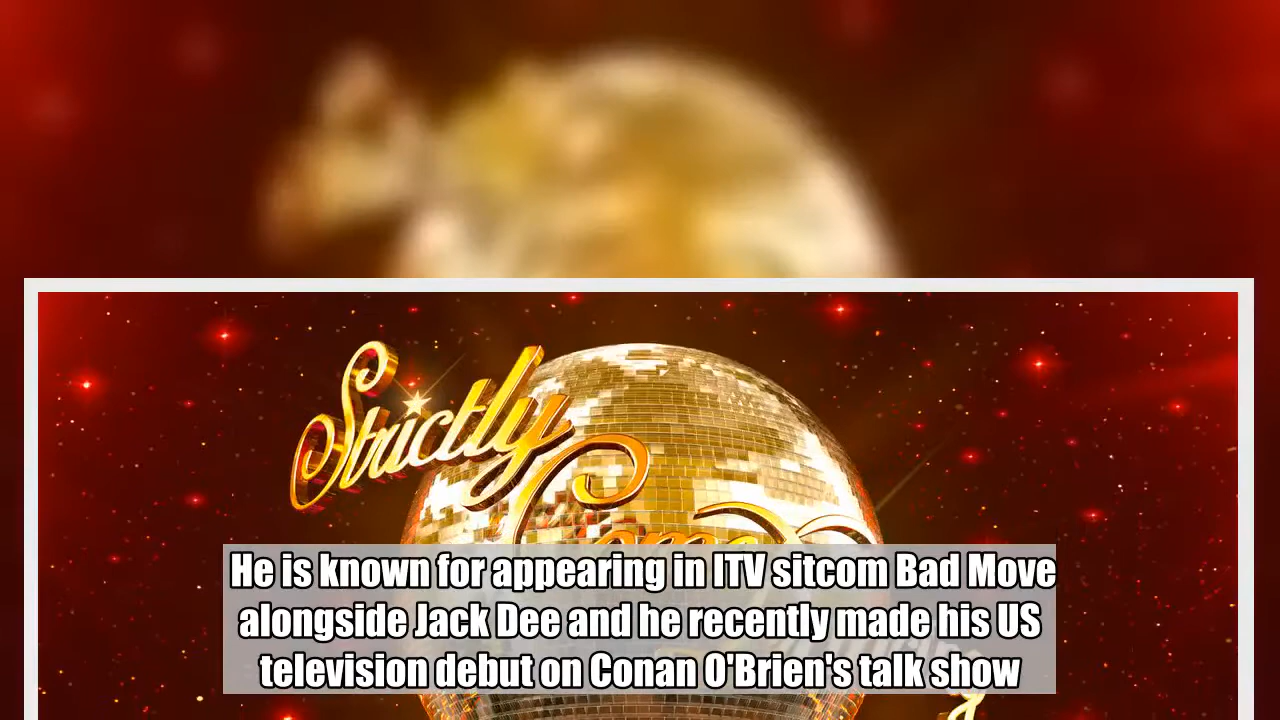 Strictly
Come
He is known for appearing in ITV sitcom Bad Move
alongside Jack Dee and he recently made his US
television debut on Conan O'Brien's talk show